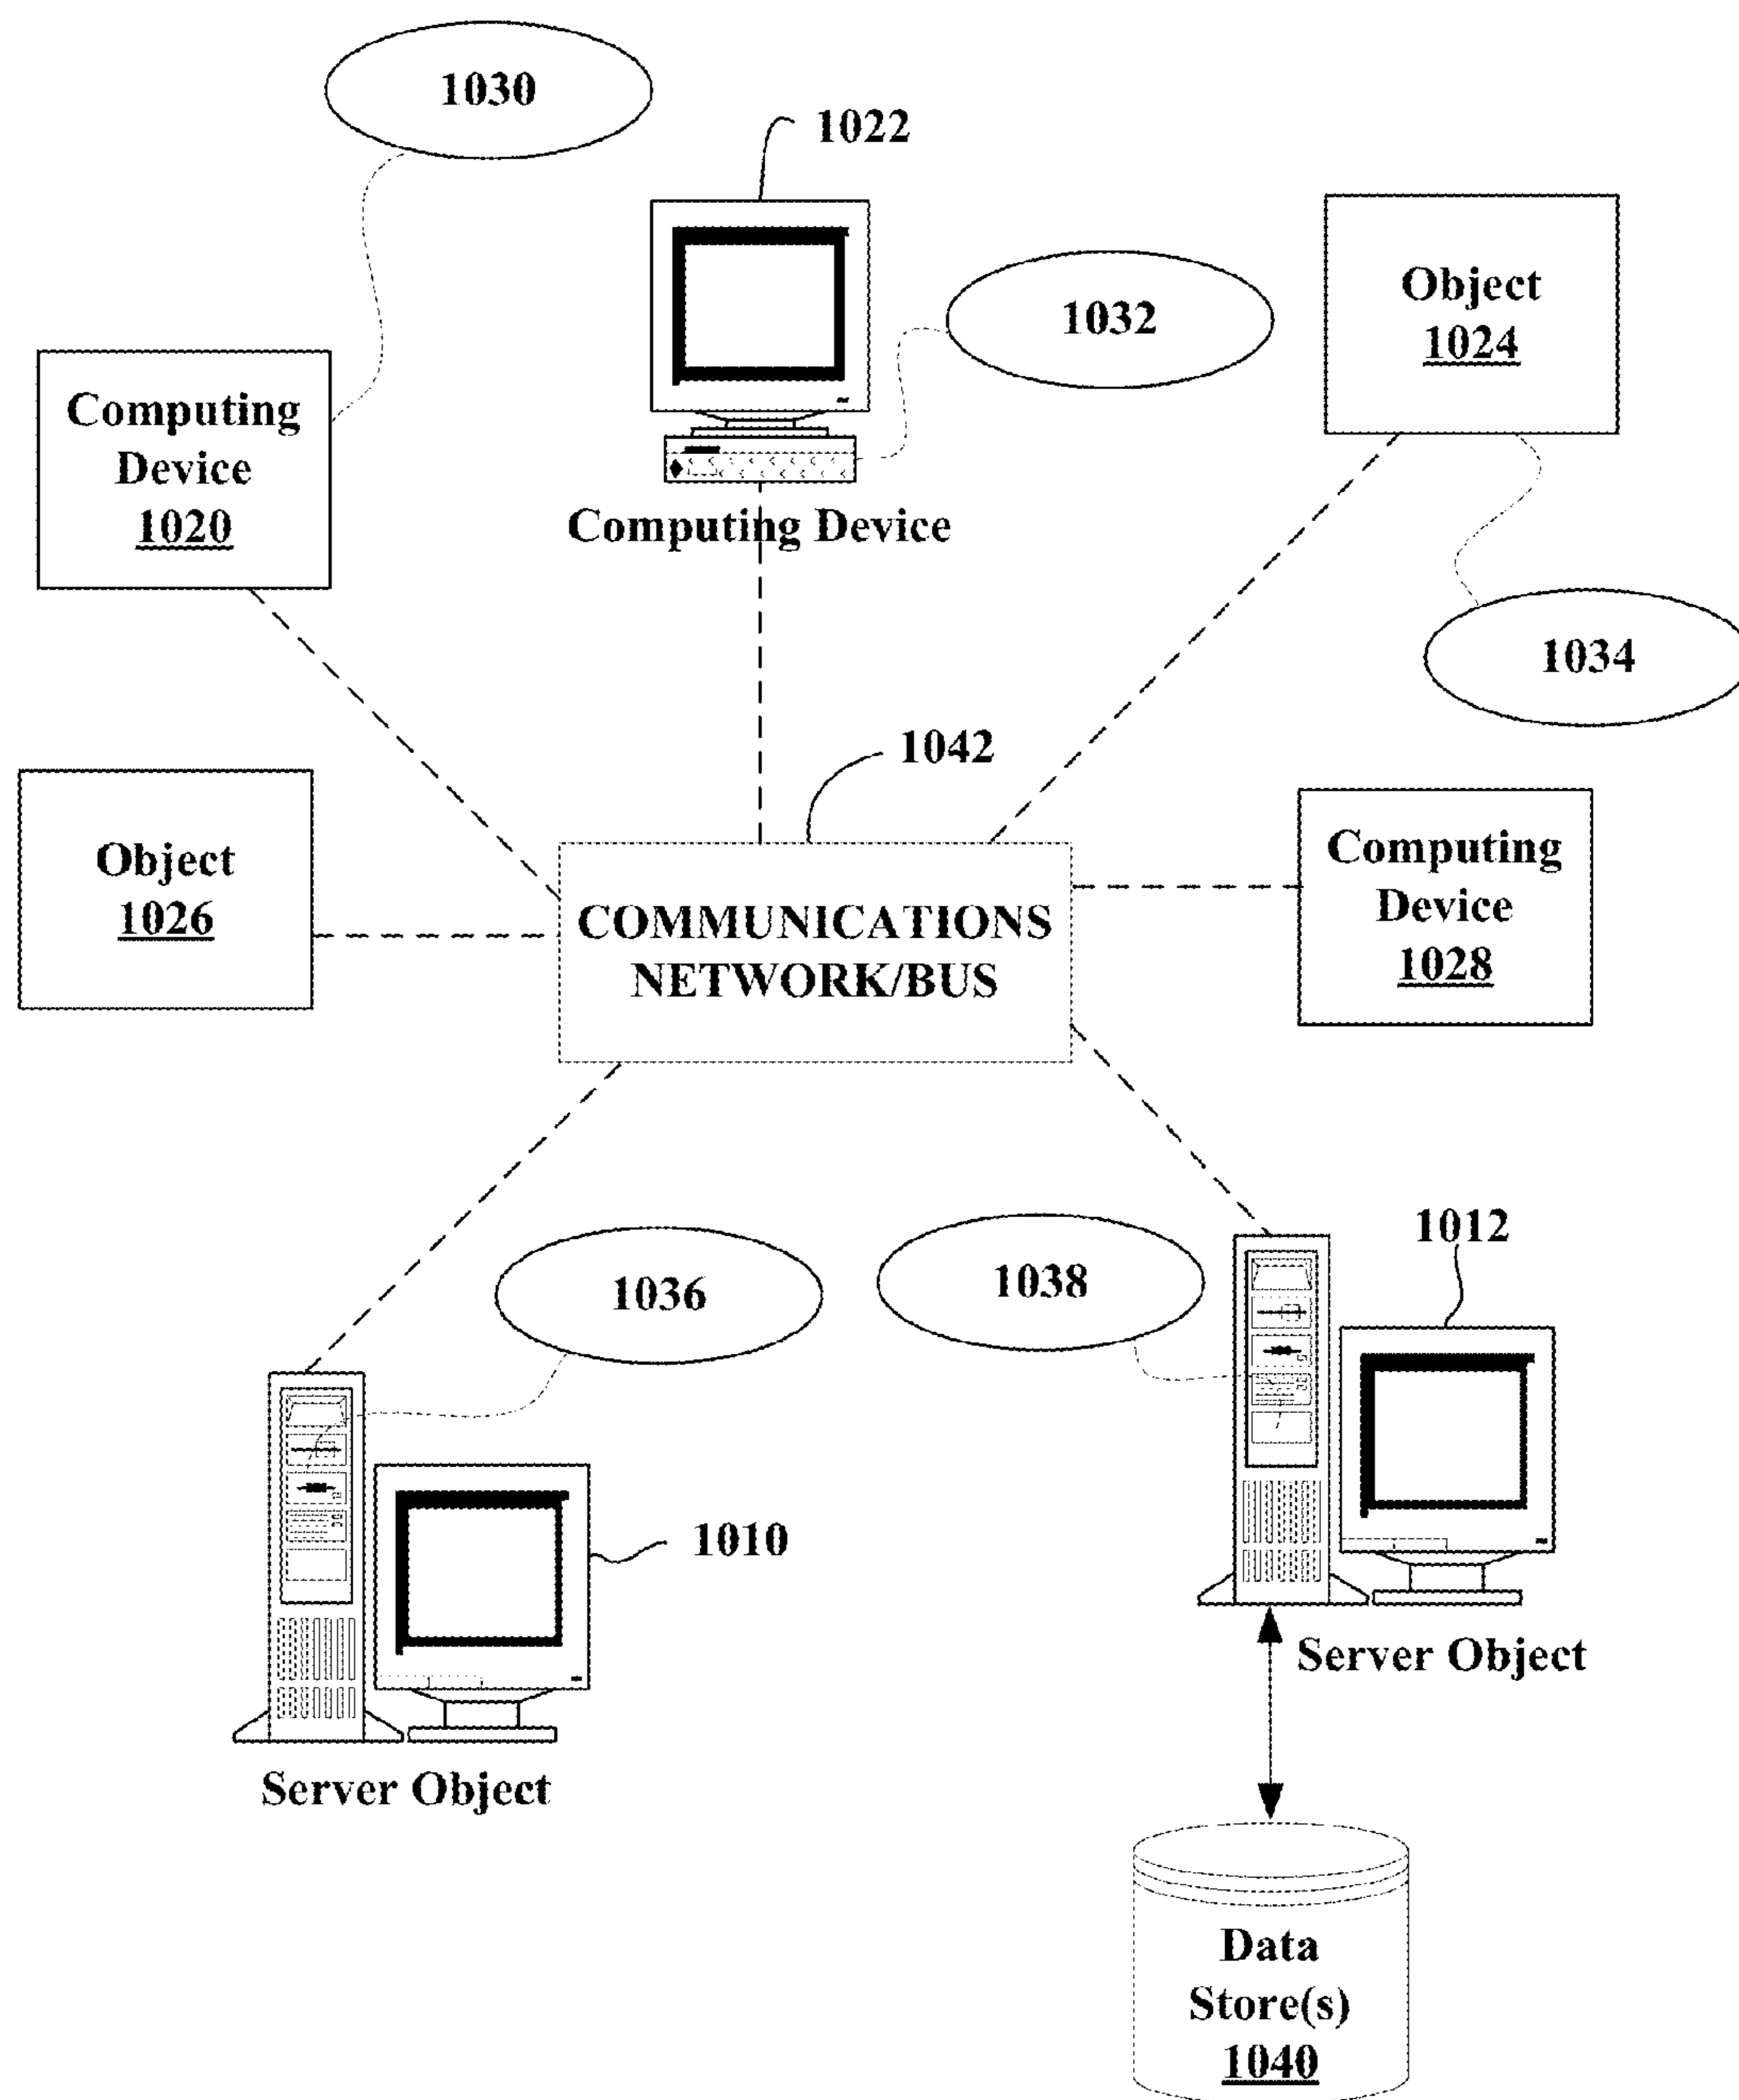 1030
1022
1032
Object
1024
Computing
Device
1020
Computing Device
1034
1042
Object
1026
COMMUNICATIONS
NETWORK/BUS
Computing
Device
1028
1036
1038
1012
1010
Server Object
Server Object
Data
Store(s)
1040